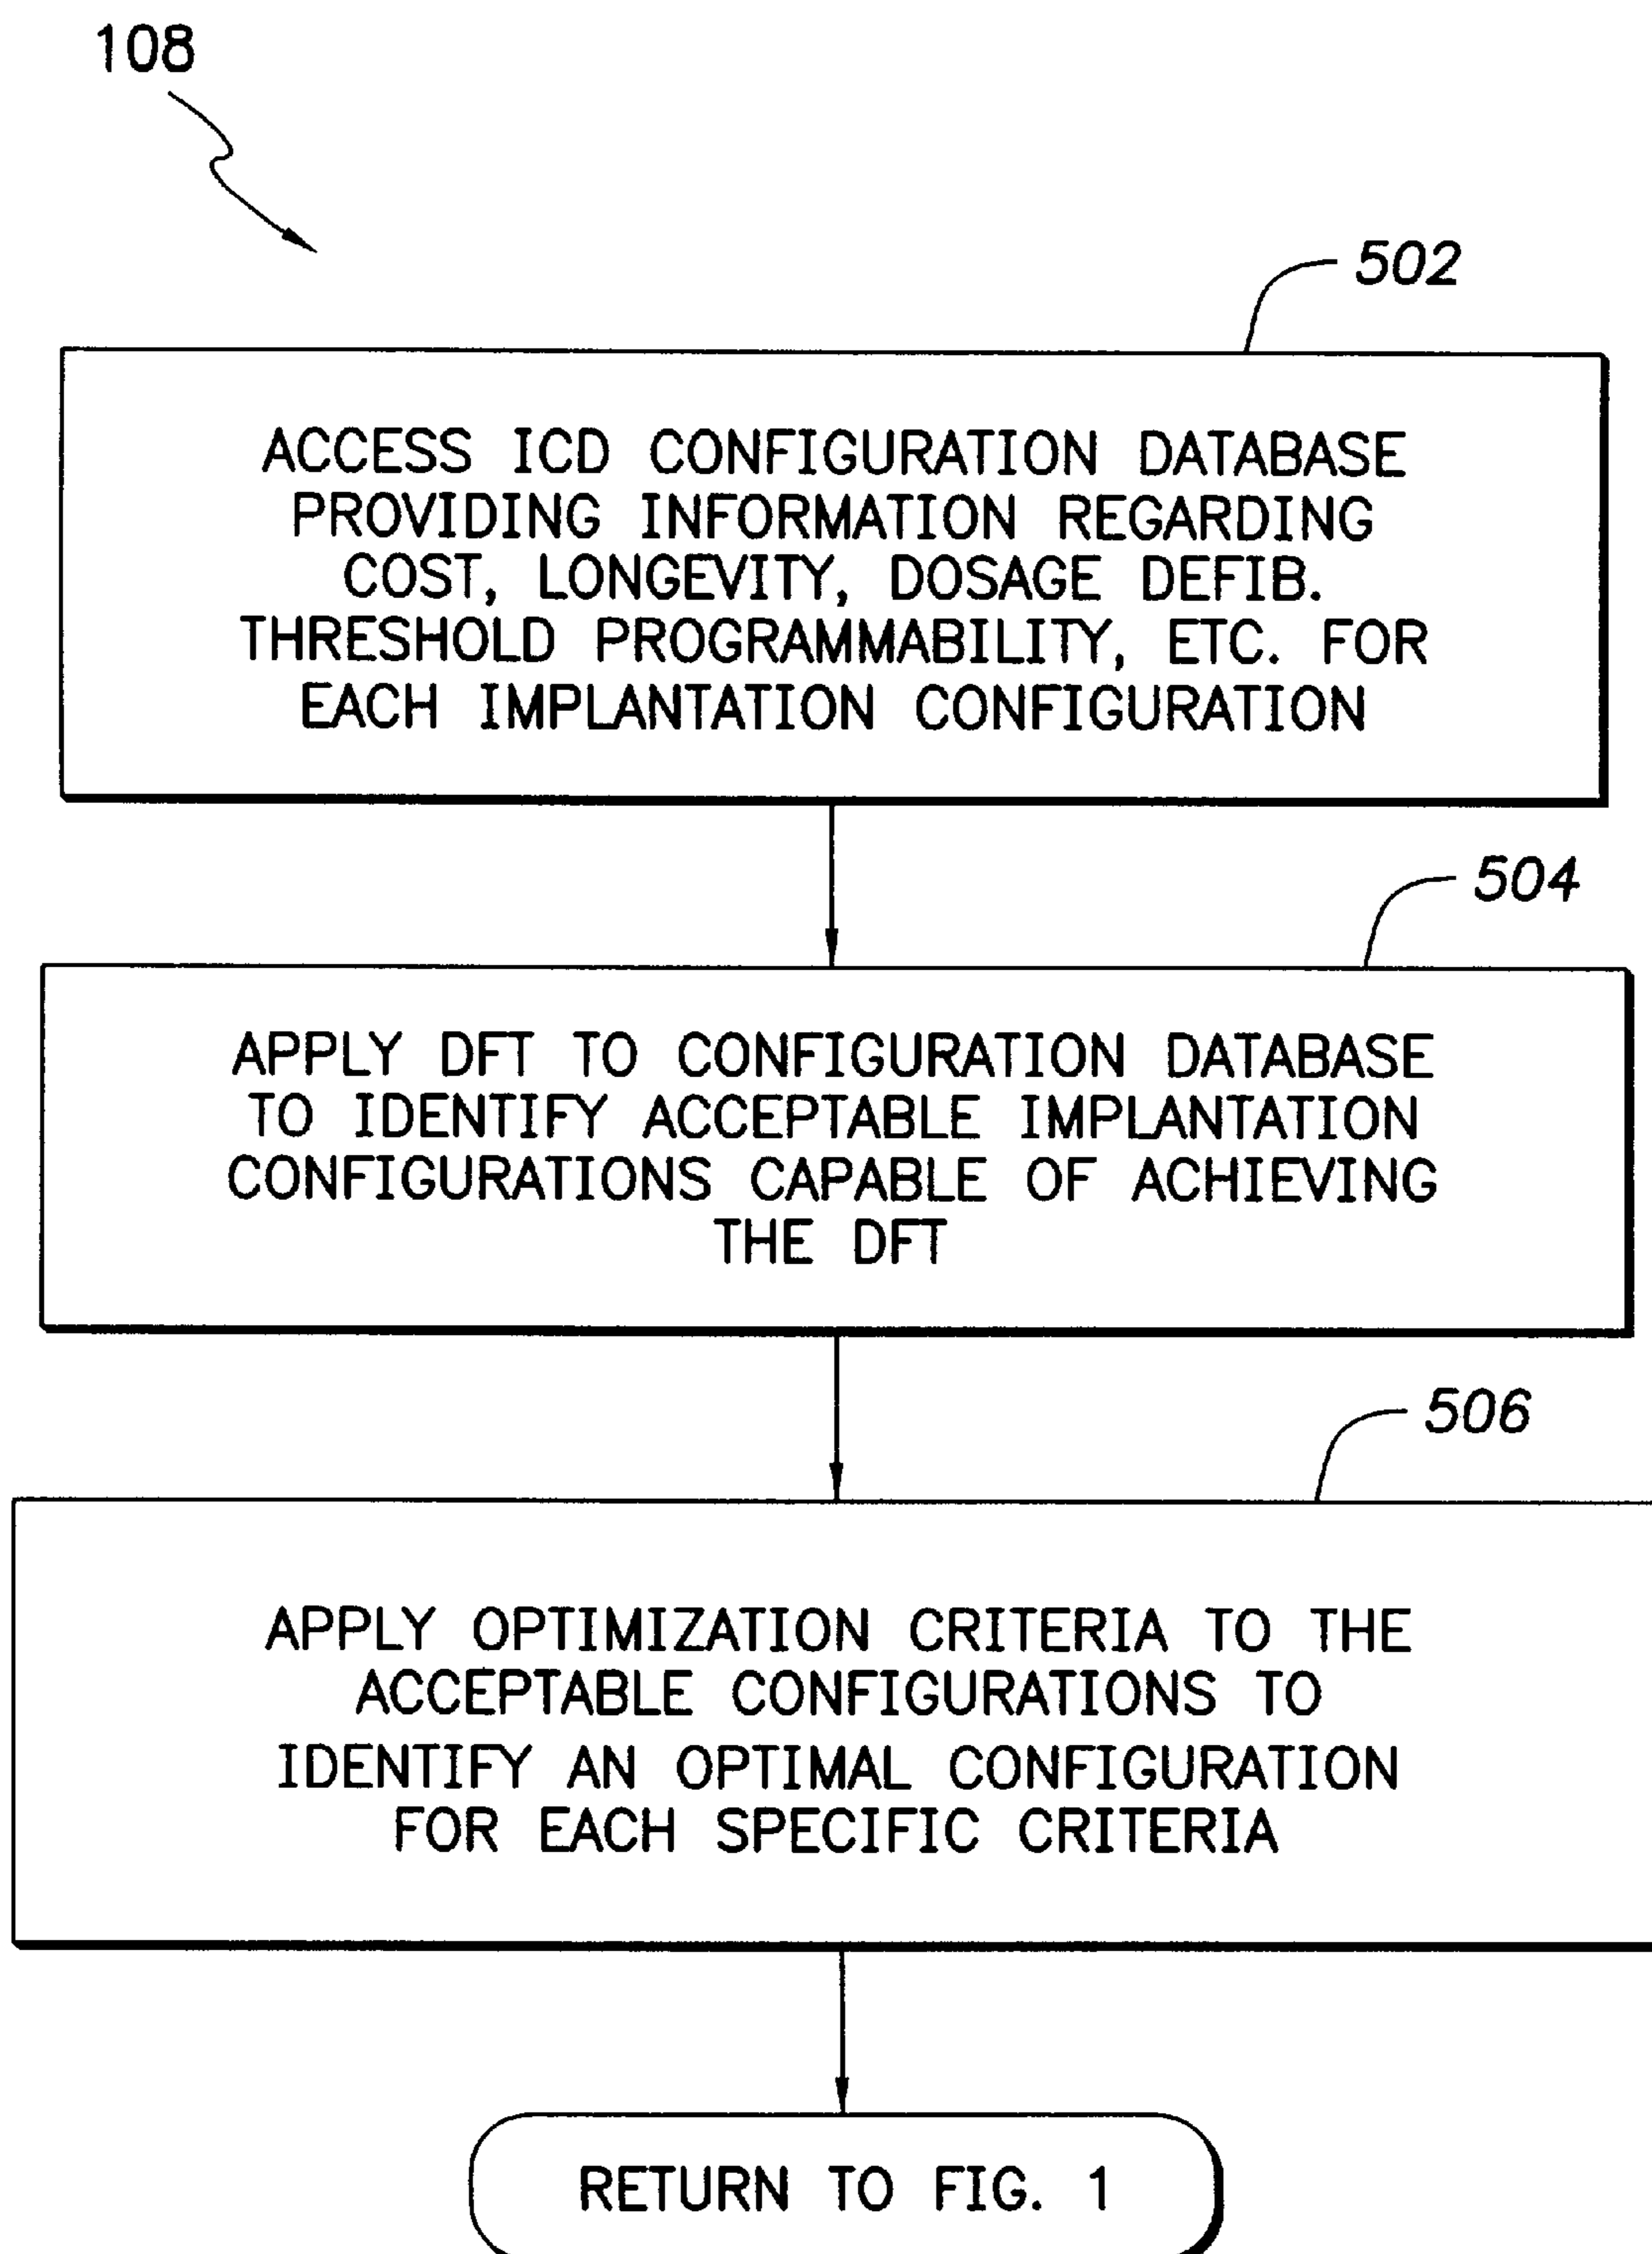 108
502
ACCESS ICD CONFIGURATION DATABASE
PROVIDING INFORMATION REGARDING
COST, LONGEVITY, DOSAGE DEFIB.
THRESHOLD PROGRAMMABILITY, ETC. FOR
EACH IMPLANTATION CONFIGURATION
504
APPLY DFT TO CONFIGURATION DATABASE
TO IDENTIFY ACCEPTABLE IMPLANTATION
CONFIGURATIONS CAPABLE OF ACHIEVING
THE DFT
506
APPLY OPTIMIZATION CRITERIA TO THE
ACCEPTABLE CONFIGURATIONS TO
IDENTIFY AN OPTIMAL CONFIGURATION
FOR EACH SPECIFIC CRITERIA
RETURN TO FIG. 1